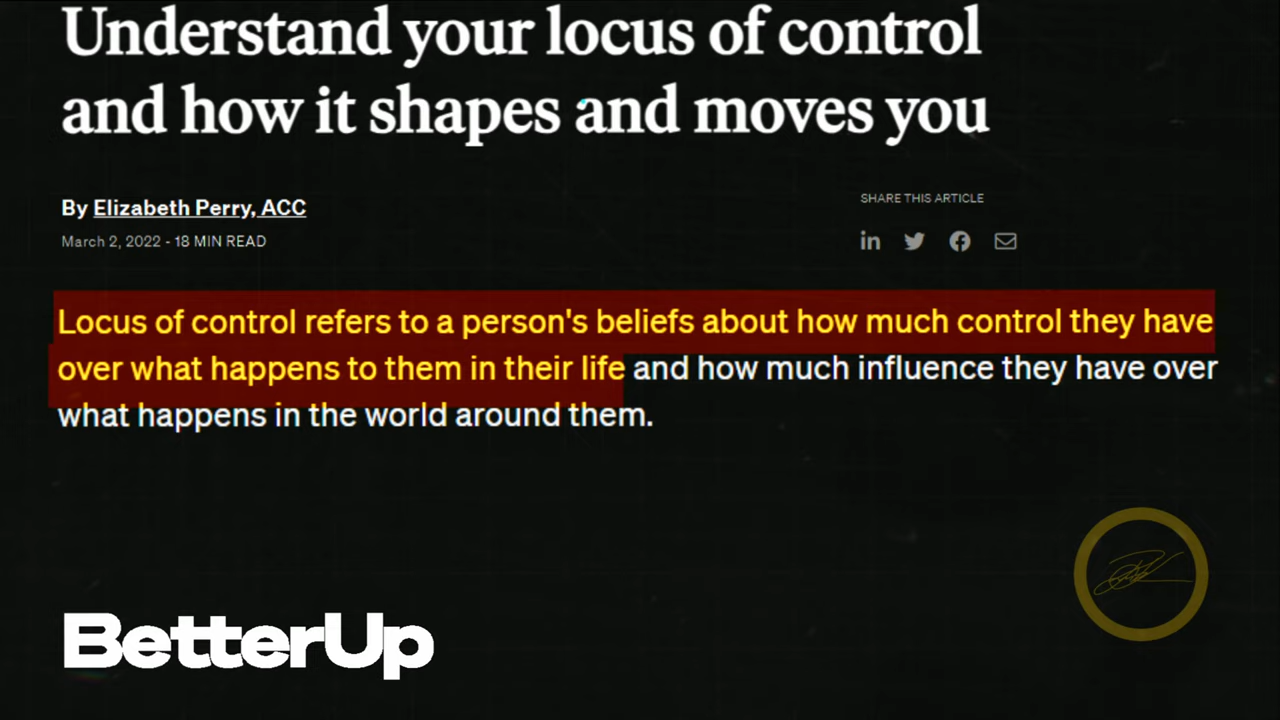 Understand your locus of control
and how it shapes and moves you
By Elizabeth Perry, ACC
SHARE THIS ARTICLE
March 2, 2022 - 18 MIN READ
Locus of control refers to a person's beliefs about how much control they have
over what happens to them in their life and how much influence they have over
what happens in the world around them.
BetterUp